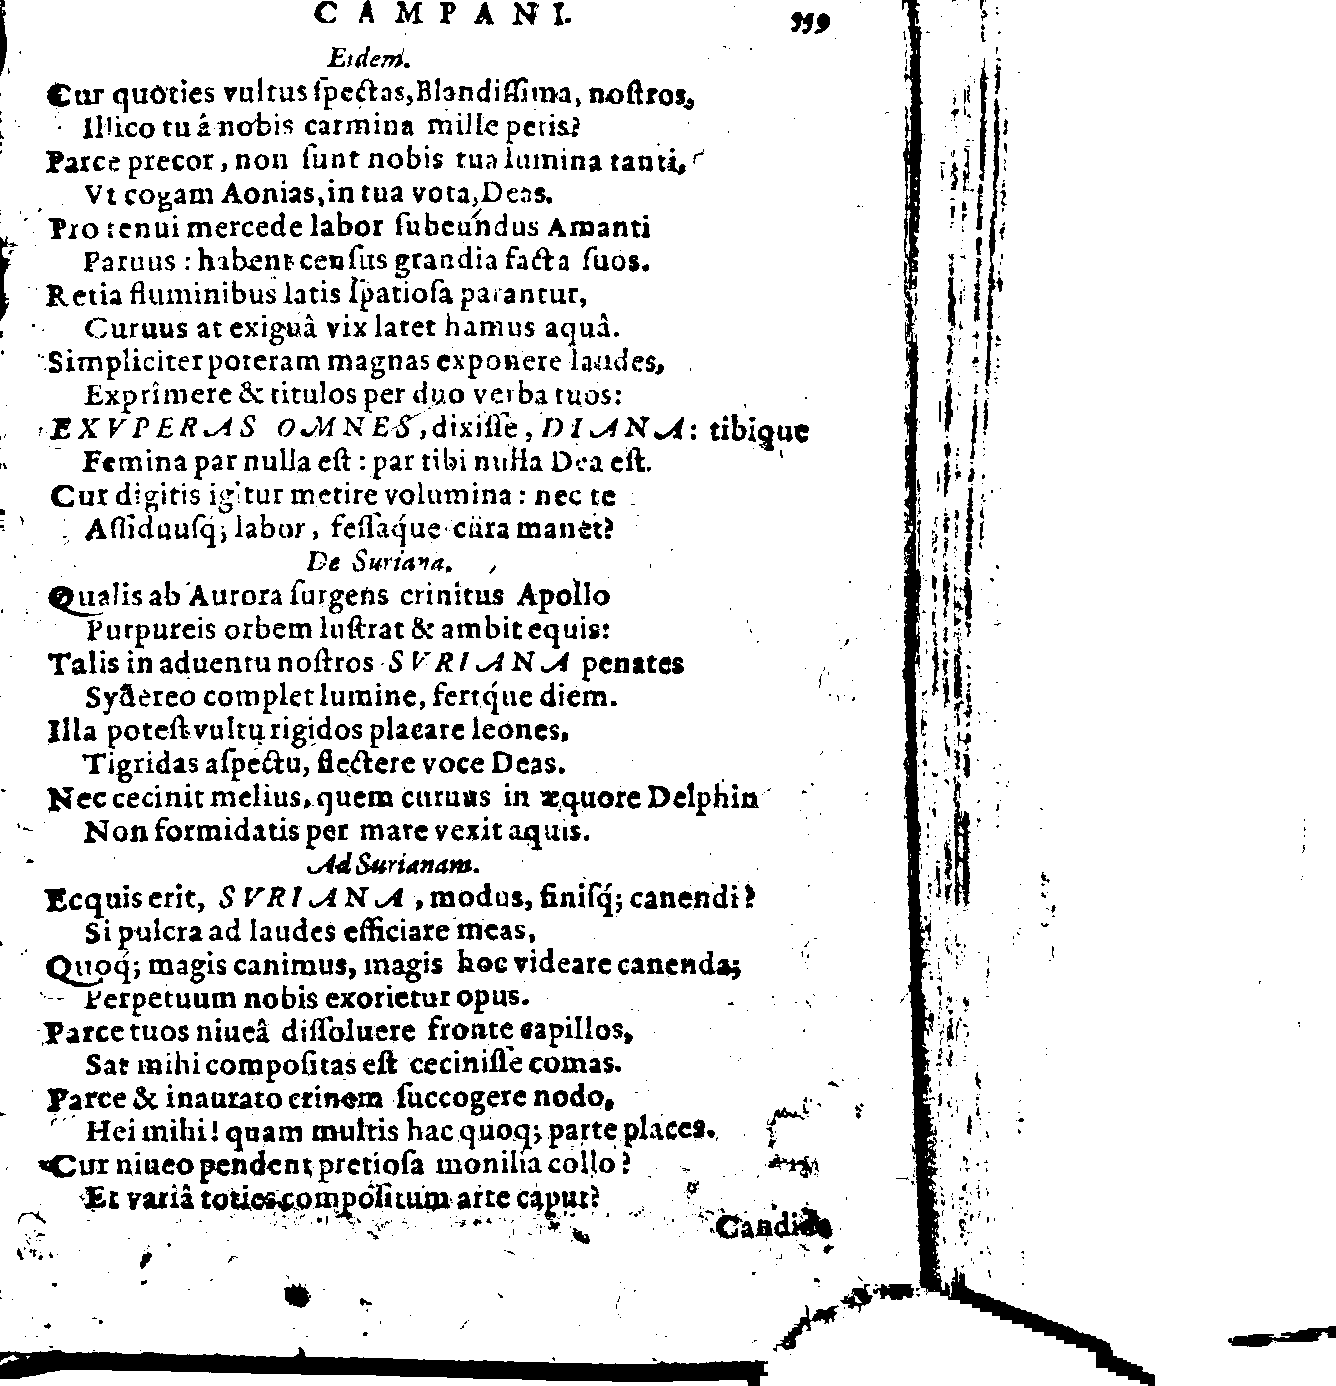 CAMPANI. 559
Eidem.
Cur quoties vultus ſpectas, Blandiſſima, noſtros,
Illico tu â nobis carmina mille petis?
Parce precor, non ſunt nobis tua lumina tanti,
Vt cogam Aonias, in tua vota, Deas.
Pro tenui mercede labor ſubeundus Amanti
Paruus : habent cenſus grandia facta ſuos.
Retia fluminibus latis ſpatioſa parantur,
Curuus at exiguâ vix latet hamus aquâ.
Simpliciter poteram magnas exponere laudes,
Exprimere & titulos per duo verba tuos:
EXVPERAS OMNES, dixiſſe, DIANA: tibique
Femina par nulla eſt : par tibi nulla Dea eſt.
Cur digitis igitur metire volumina : nec te
Aſſiduuſq́; labor, feſſaq́ue cura manet?
De Suriana.
Qualis ab Aurora ſurgens crinitus Apollo
Purpureis orbem luſtrat & ambit equis:
Talis in aduentu noſtros SVRIANA penates
Sydereo complet lumine, fertq́ue diem.
Illa poteſt vultu rigidos placare leones,
Tigridas aſpectu, flectere voce Deas.
Nec cecinit melius, quem curuus in æquore Delphin
Non formidatis per mare vexit aquis.
Ad Surianam.
Ecquis erit, SVRIANA, modus, finiſq́; canendi?
Si pulcra ad laudes efficiare meas,
Quoq́; magis canimus, magis hoc videare canenda;
Perpetuum nobis exorietur opus.
Parce tuos niueâ diſſoluere fronte capillos,
Sat mihi compoſitas eſt ceciniſſe comas.
Parce & inaurato crinem ſuccogere nodo,
Hei mihi! quam multis hac quoq; parte places.
Cur niueo pendent pretioſa monilia collo?
Et variâ toties compoſitum arte caput?
Candida